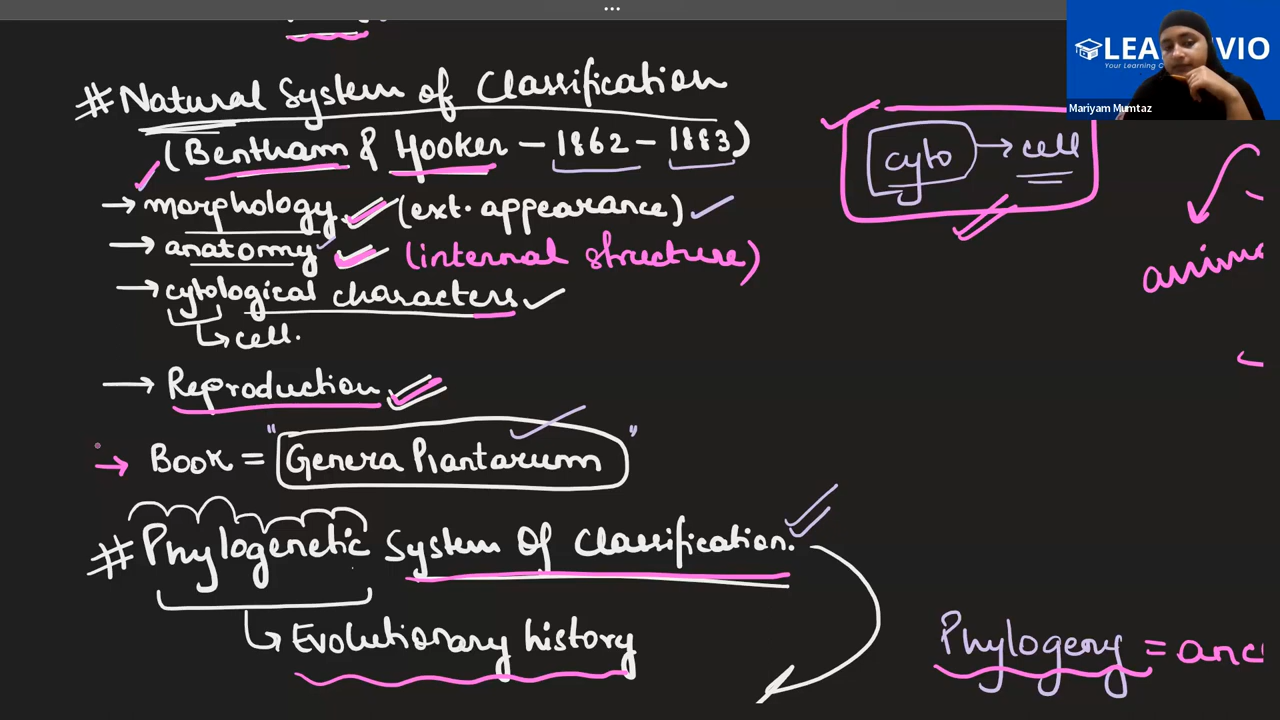 # Natural System of Classification
(Bentham & Hooker - 1862 - 1883)
→ morphology (ext. appearance)
→ anatomy (internal structure)
→ cytological characters
↳ cell.
→ Reproduction
→ Book = "Genera Plantarum"
# Phylogenetic System Of Classification.
↳ Evolutionary history
cyto → cell
Phylogeny =
Mariyam Mumtaz